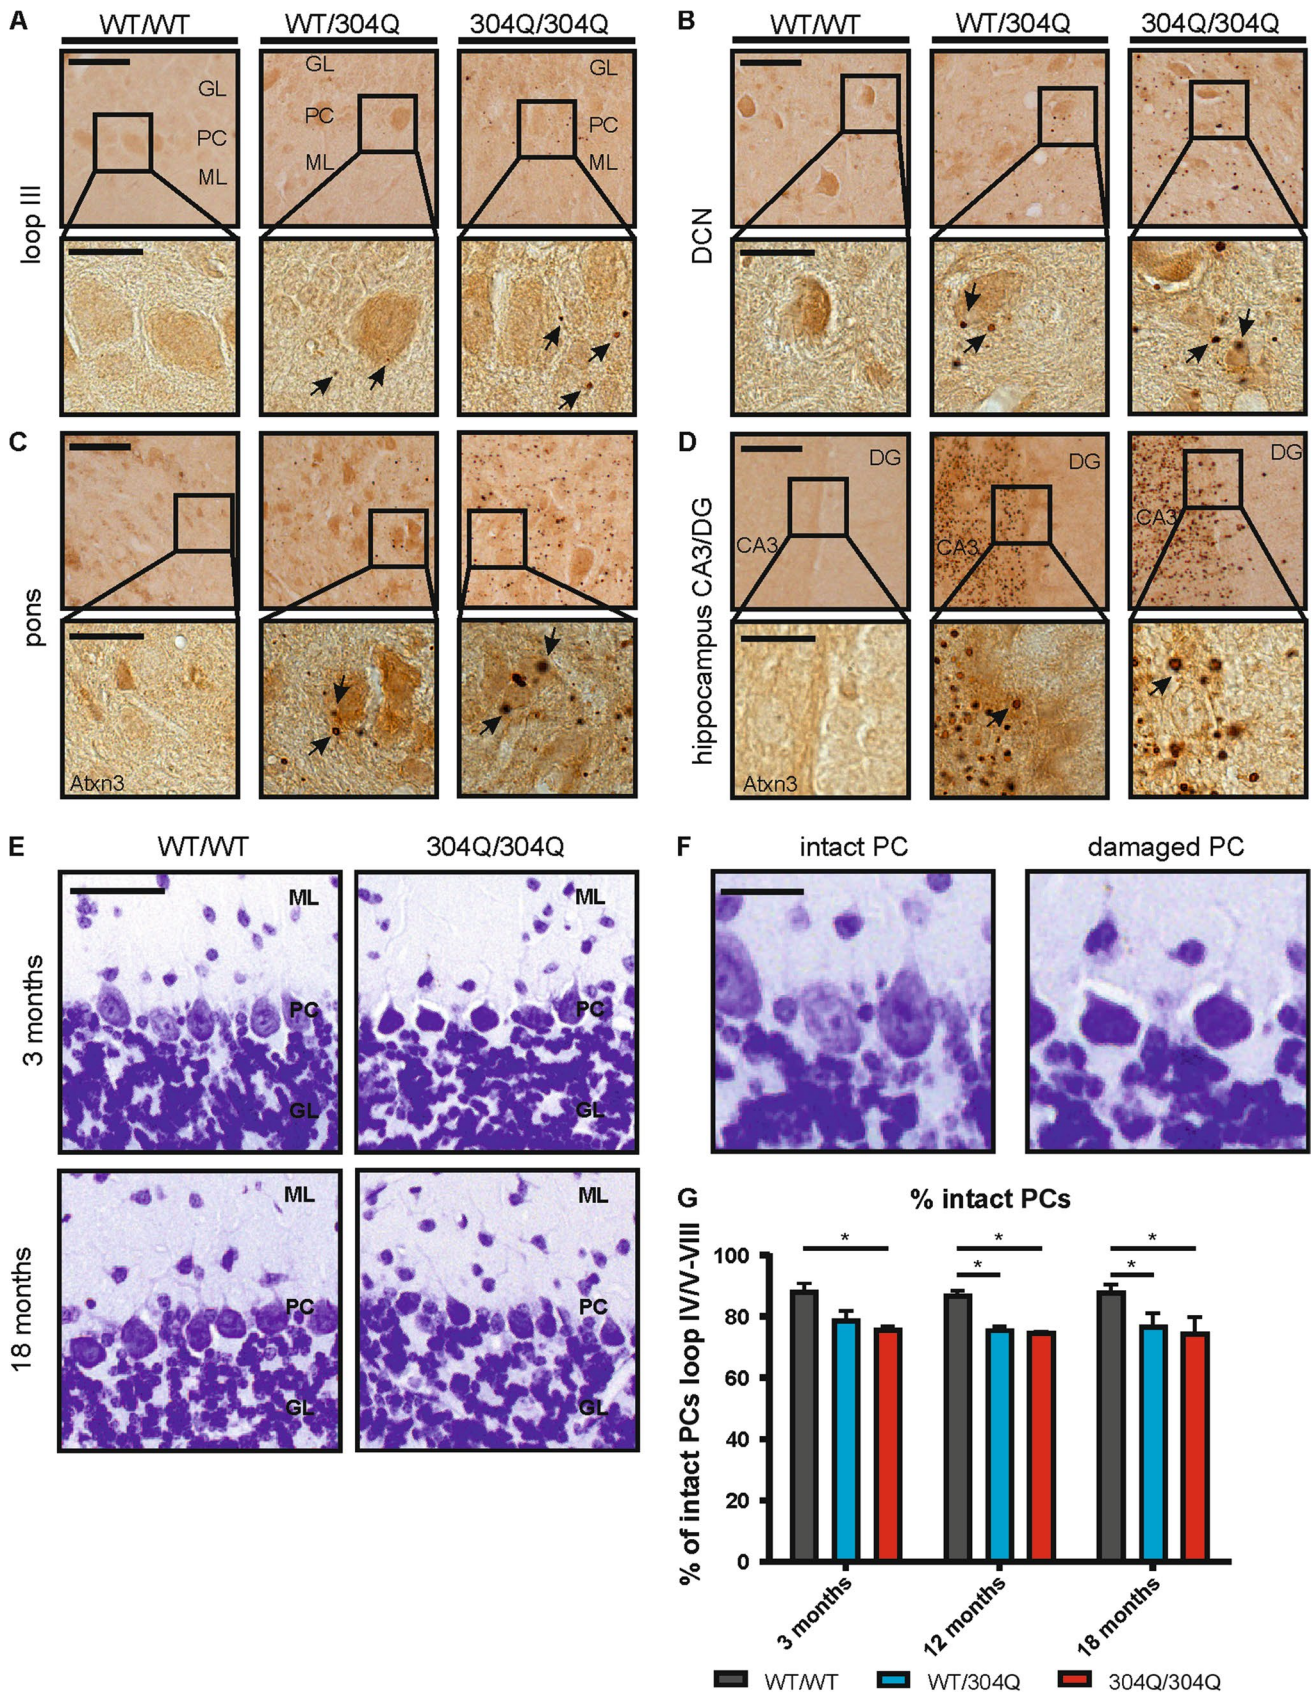 A
WT/WT
WT/304Q
304Q/304Q
loop III
GL
PC
ML
GL
PC
ML
GL
PC
ML
B
WT/WT
WT/304Q
304Q/304Q
DCN
C
pons
Atxn3
D
hippocampus CA3/DG
DG
CA3
DG
CA3
DG
CA3
Atxn3
E
WT/WT
304Q/304Q
3 months
ML
PC
GL
ML
PC
GL
18 months
ML
PC
GL
ML
PC
GL
F
intact PC
damaged PC
G
% intact PCs
% of intact PCs loop IV/V-VIII
100
80
60
40
20
0
*
*
*
*
*
3 months
12 months
18 months
WT/WT
WT/304Q
304Q/304Q